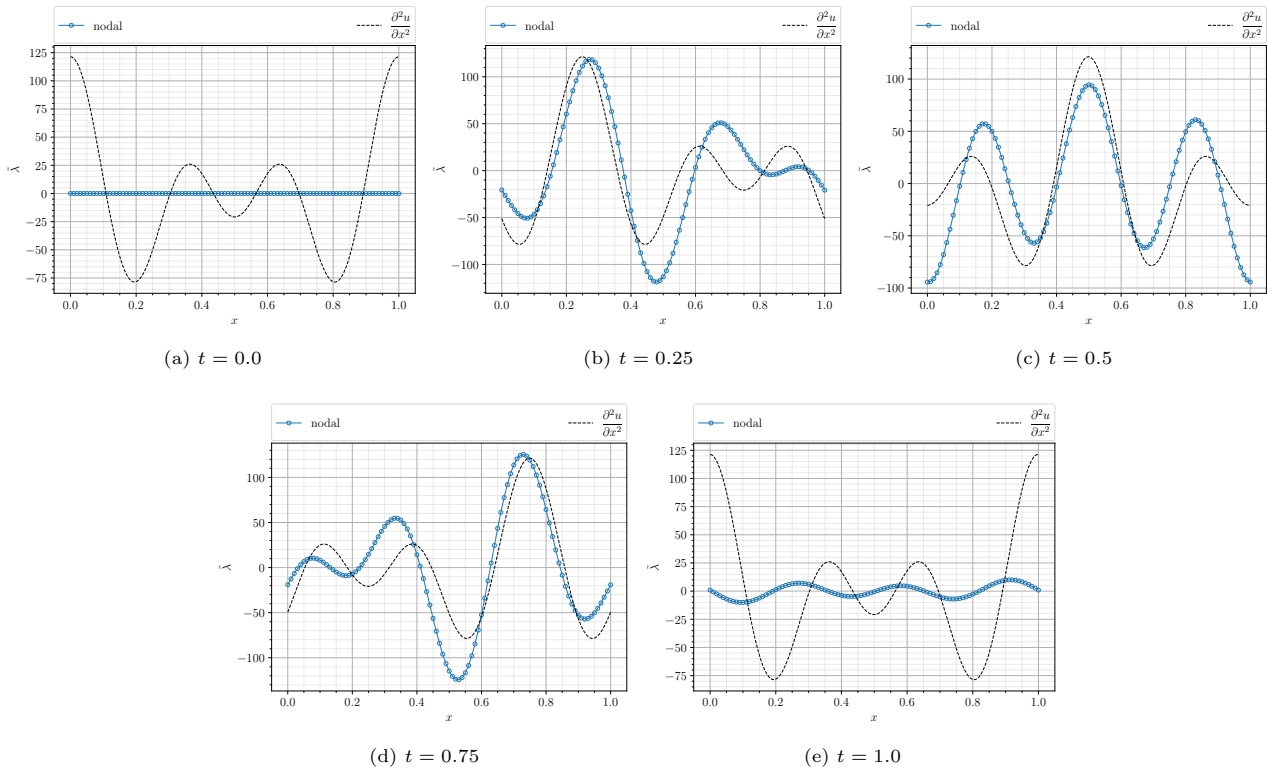 nodal
∂²u/∂x²
125
100
75
50
25
0
−25
−50
−75
λ̃
0.0 0.2 0.4 0.6 0.8 1.0
x
(a) t = 0.0
nodal
∂²u/∂x²
100
50
0
−50
−100
λ̃
0.0 0.2 0.4 0.6 0.8 1.0
x
(b) t = 0.25
nodal
∂²u/∂x²
100
50
0
−50
−100
λ̃
0.0 0.2 0.4 0.6 0.8 1.0
x
(c) t = 0.5
nodal
∂²u/∂x²
100
50
0
−50
−100
λ̃
0.0 0.2 0.4 0.6 0.8 1.0
x
(d) t = 0.75
nodal
∂²u/∂x²
125
100
75
50
25
0
−25
−50
−75
λ̃
0.0 0.2 0.4 0.6 0.8 1.0
x
(e) t = 1.0